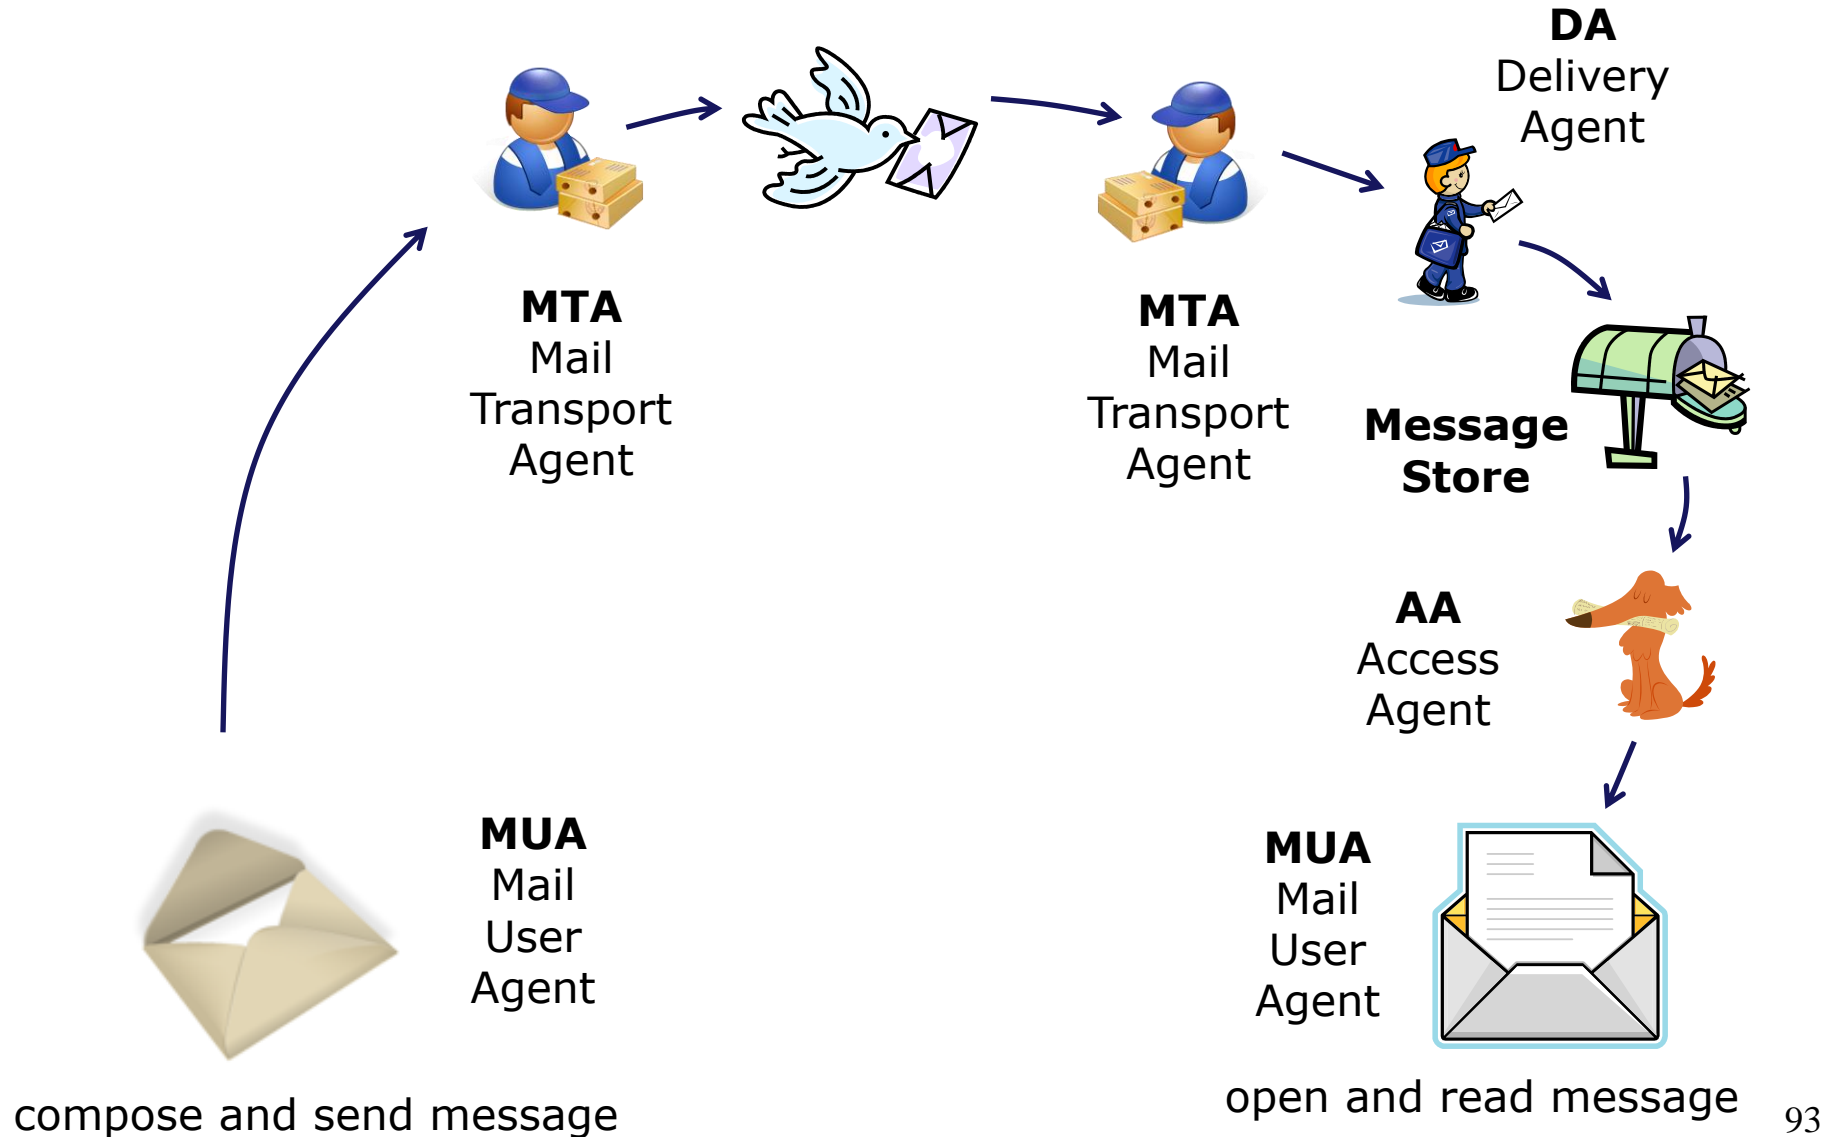 DA
Delivery
Agent
MTA
Mail
Transport
Agent
MTA
Mail
Transport
Agent
Message
Store
AA
Access
Agent
MUA
Mail
User
Agent
compose and send message
MUA
Mail
User
Agent
open and read message
93